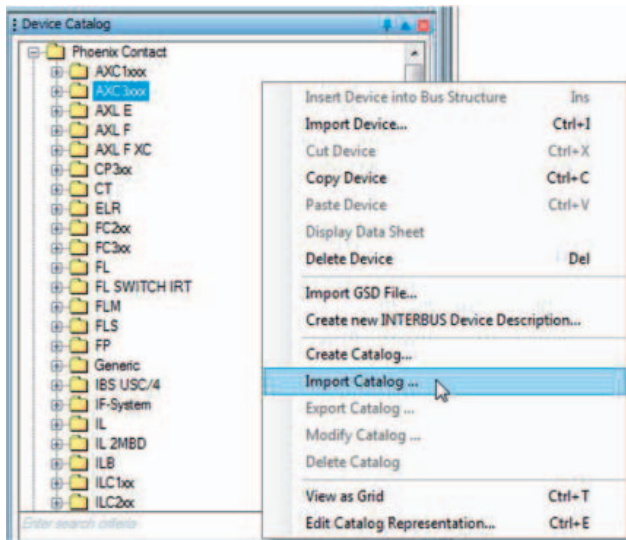 Device Catalog
Phoenix Contact
AXC1xxx
AXC3xxx
AXL E
AXL F
AXL F XC
CP3xx
CT
ELR
FC2xx
FC3xx
FL
FL SWITCH IRT
FLM
FLS
FP
Generic
IBS USC/4
IF-System
IL
IL 2MBD
ILB
ILC1xx
ILC2xx
Enter search criteria
Insert Device into Bus Structure Ins
Import Device... Ctrl+I
Cut Device Ctrl+X
Copy Device Ctrl+C
Paste Device Ctrl+V
Display Data Sheet
Delete Device Del
Import GSD File...
Create new INTERBUS Device Description...
Create Catalog...
Import Catalog ...
Export Catalog ...
Modify Catalog ...
Delete Catalog
View as Grid Ctrl+T
Edit Catalog Representation... Ctrl+E